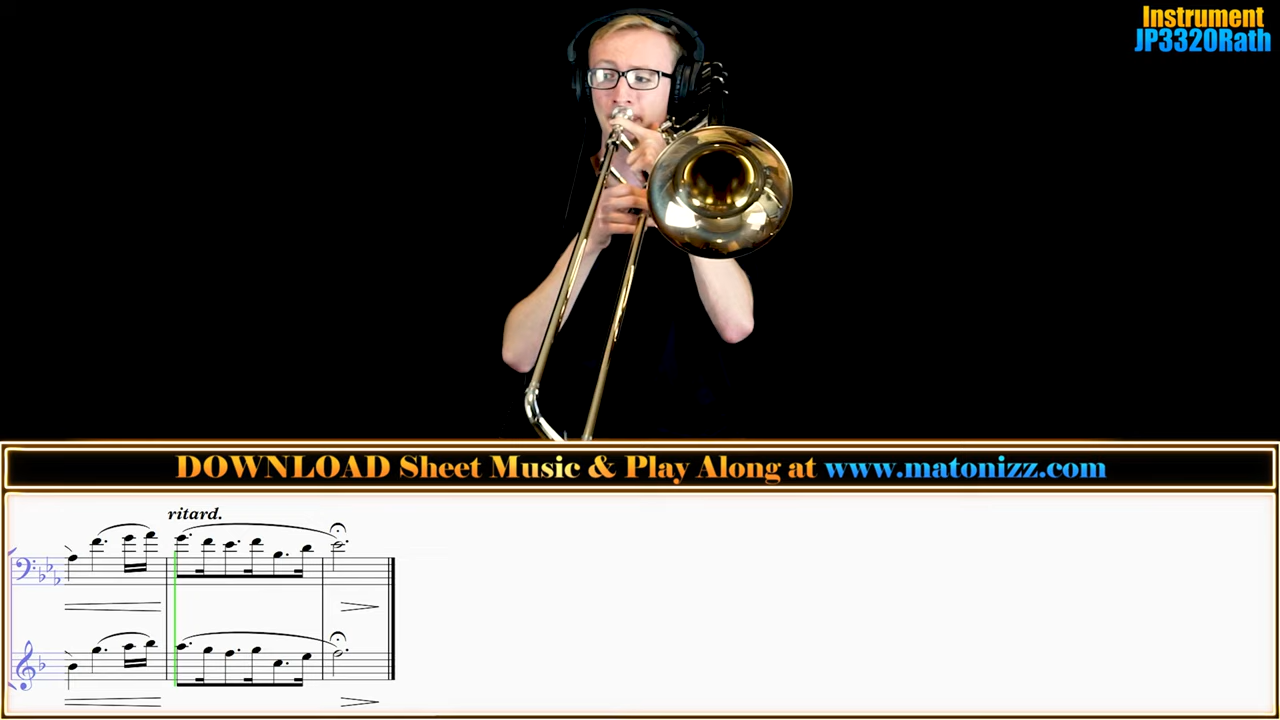 Instrument
JP3320Rath
DOWNLOAD Sheet Music & Play Along at www.matonizz.com
ritard.